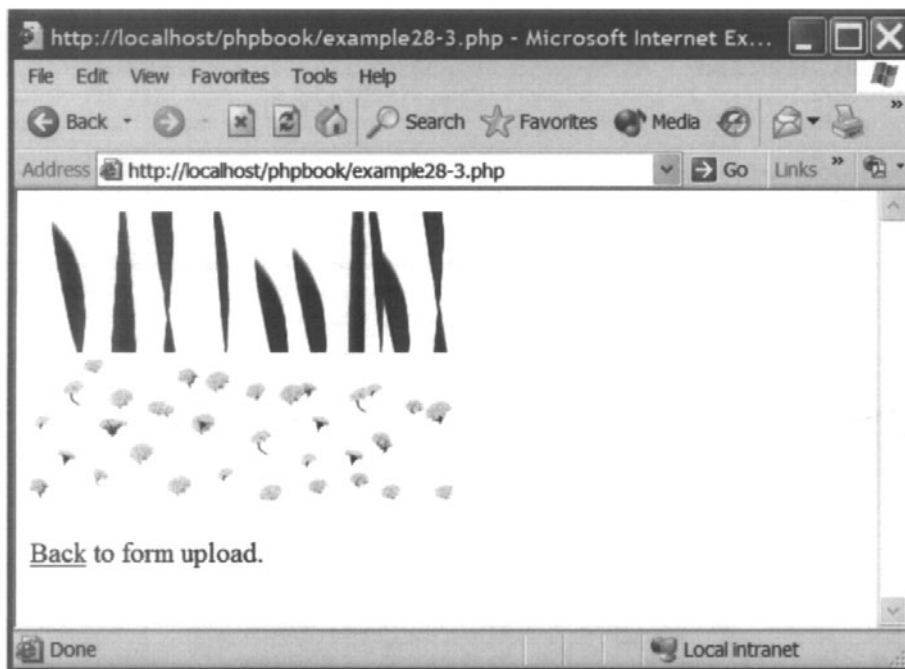 http://localhost/phpbook/example28-3.php - Microsoft Internet Ex...
File Edit View Favorites Tools Help
Back Search Favorites Media »
Address http://localhost/phpbook/example28-3.php Go Links »
Back to form upload.
Done Local intranet